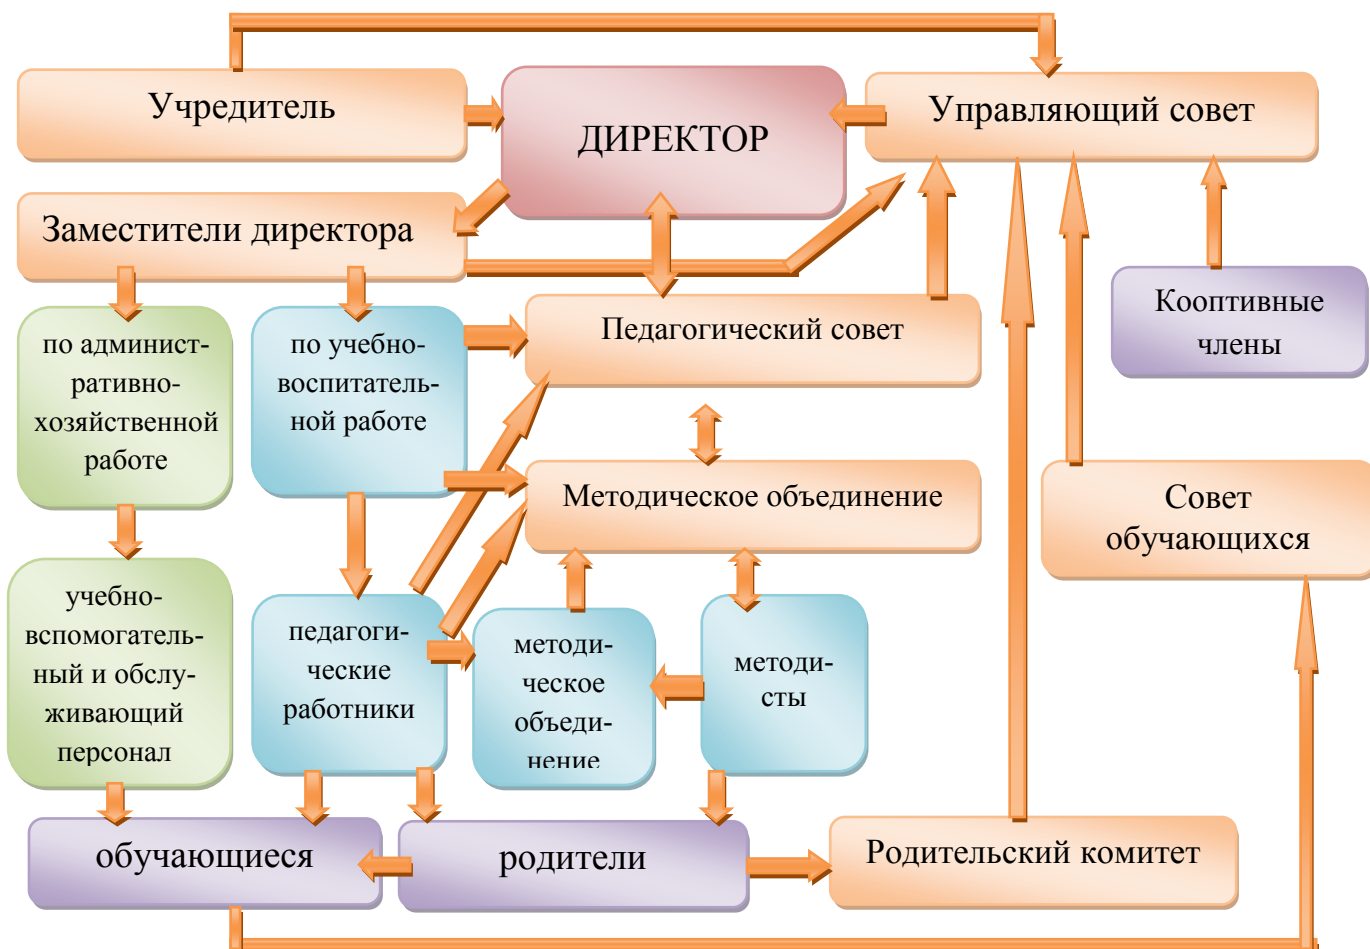 Учредитель
ДИРЕКТОР
Управляющий совет
Заместители директора
Кооптивные
члены
по админист-
ративно-
хозяйственной
работе
по учебно-
воспитатель-
ной работе
Педагогический совет
Методическое объединение
Совет
обучающихся
учебно-
вспомогатель-
ный и обслу-
живающий
персонал
педагоги-
ческие
работники
методи-
ческое
объеди-
нение
методи-
сты
обучающиеся
родители
Родительский комитет